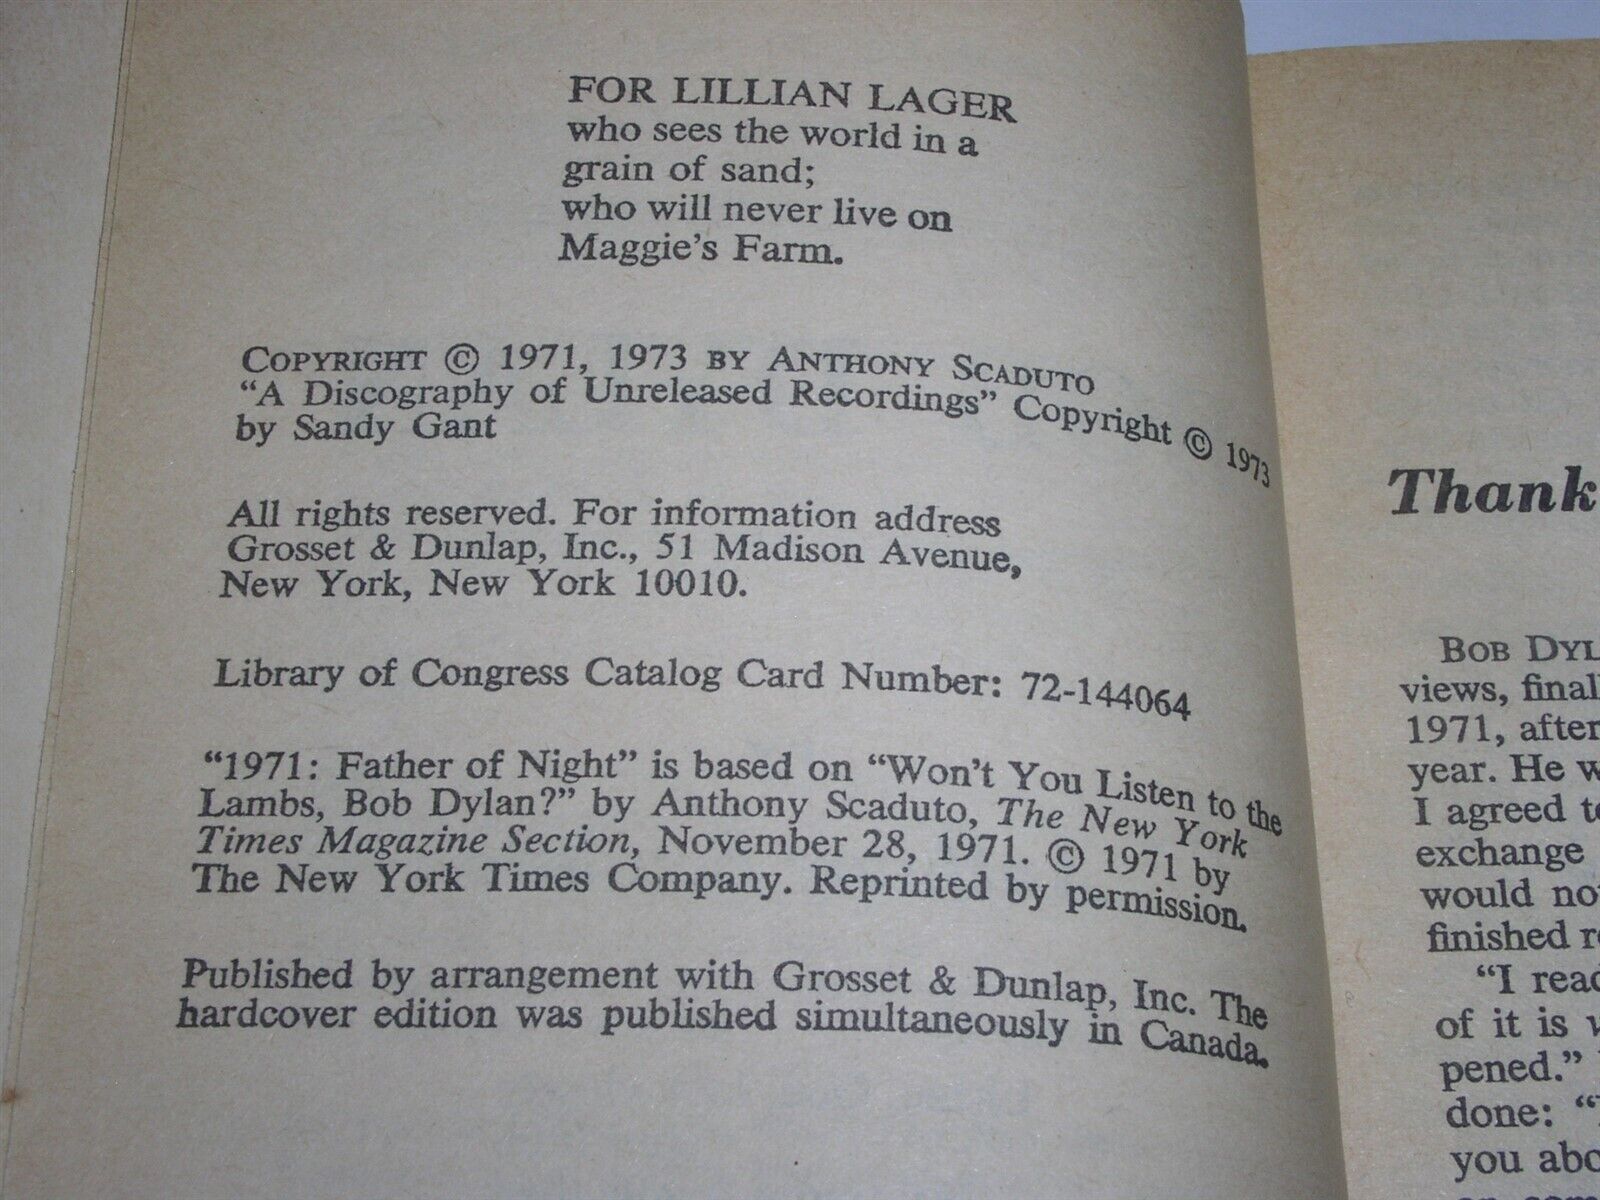 FOR LILLIAN LAGER
who sees the world in a
grain of sand;
who will never live on
Maggie's Farm.
COPYRIGHT © 1971, 1973 BY ANTHONY SCADUTO
“A Discography of Unreleased Recordings” Copyright © 1973
by Sandy Gant
All rights reserved. For information address
Grosset & Dunlap, Inc., 51 Madison Avenue,
New York, New York 10010.
Library of Congress Catalog Card Number: 72-144064
“1971: Father of Night” is based on “Won't You Listen to the
Lambs, Bob Dylan?” by Anthony Scaduto, The New York
Times Magazine Section, November 28, 1971. © 1971 by
The New York Times Company. Reprinted by permission.
Published by arrangement with Grosset & Dunlap, Inc. The
hardcover edition was published simultaneously in Canada.
Thank
BOB DYL
views, final
1971, after
year. He w
I agreed to
exchange
would not
finished re
“I read
of it is
pened.”
done:
you abo